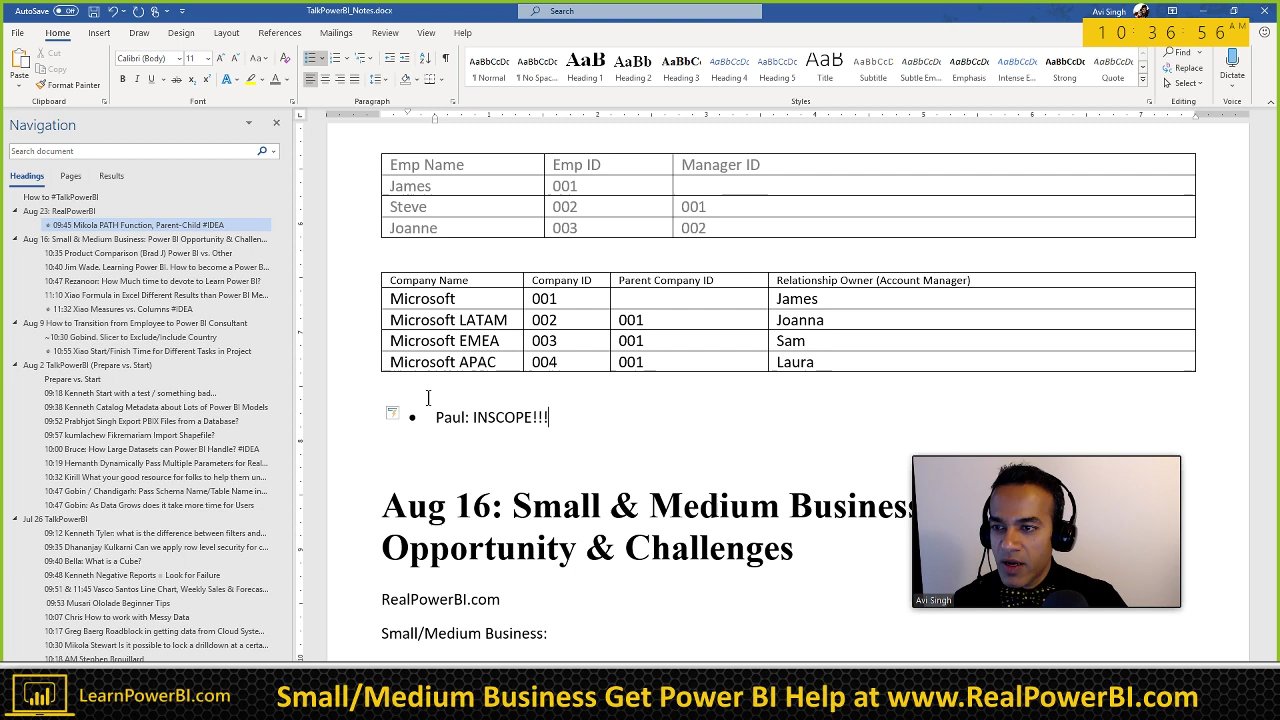 AutoSave Off
TalkPowerBI_Notes.docx
Search
Avi Singh
10:36:56 AM
File Home Insert Draw Design Layout References Mailings Review View Help
Paste
Cut
Copy
Format Painter
Clipboard
Calibri (Body) 11
Font
Paragraph
AaBbCcDc AaBbCcDc AaB AaBb AaBbC AaBbCcD AaBbCcDc AaB AaBbCcD AaBbCcDc AaBbCcDc AaBbCcDc AaBbCcDc AaBbCcDc
¶ Normal ¶ No Spac... Heading 1 Heading 2 Heading 3 Heading 4 Heading 5 Title Subtitle Subtle Em... Emphasis Intense E... Strong Quote
Styles
Find
Replace
Select
Editing
Dictate
Voice
Navigation
Search document
Headings Pages Results
How to #TalkPowerBI
Aug 23: RealPowerBI
09:45 Mikola PATH Function, Parent-Child #IDEA
Aug 16: Small & Medium Business: Power BI Opportunity & Challen...
10:35 Product Comparison (Brad J) Power BI vs. Other
10:40 Jim Wade. Learning Power BI. How to become a Power B...
10:47 Rezanoor: How Much time to devote to Learn Power BI?
11:10 Xiao Formula in Excel Different Results than Power BI Me...
11:32 Xiao Measures vs. Columns #IDEA
Aug 9 How to Transition from Employee to Power BI Consultant
~10:30 Gobind. Slicer to Exclude/Include Country
10:55 Xiao Start/Finish Time for Different Tasks in Project
Aug 2 TalkPowerBI (Prepare vs. Start)
Prepare vs. Start
09:18 Kenneth Start with a test / something bad...
09:38 Kenneth Catalog Metadata about Lots of Power BI Models
09:52 Prabhjot Singh Export PBIX Files from a Database?
09:57 kumlachew Fikremariam Import Shapefile?
10:00 Bruce: How Large Datasets can Power BI Handle? #IDEA
10:19 Hemanth Dynamically Pass Multiple Parameters for Real...
10:32 Kirill What your good resource for folks to help them un...
10:47 Gobin / Chandigarh: Pass Schema Name/Table Name in...
10:05 Gobin: As Data Grows does it take more time for Users
Jul 26 TalkPowerBI
09:12 Kenneth Tylen: what is the difference between filters and...
09:35 Dhananjay Kulkarni Can we apply row level security for c...
09:40 Bella: What is a Cube?
09:48 Kenneth Negative Reports = Look for Failure
09:51 & 11:45 Vasco Santos Line Chart, Weekly Sales & Forecas...
09:53 Musari Ololade Beginner Tips
10:07 Chris How to work with Messy Data
10:17 Greg Baerg Roadblock in getting data from Cloud Syste...
10:30 Mikola Stewart Is it possible to lock a drilldown at a certai...
10:18 AM Stephen Brouillard
Emp Name Emp ID Manager ID
James 001
Steve 002 001
Joanne 003 002
Company Name Company ID Parent Company ID Relationship Owner (Account Manager)
Microsoft 001 James
Microsoft LATAM 002 001 Joanna
Microsoft EMEA 003 001 Sam
Microsoft APAC 004 001 Laura
• Paul: INSCOPE!!!
Aug 16: Small & Medium Business
Opportunity & Challenges
RealPowerBI.com
Small/Medium Business:
Avi Singh
LearnPowerBI.com
Small/Medium Business Get Power BI Help at www.RealPowerBI.com